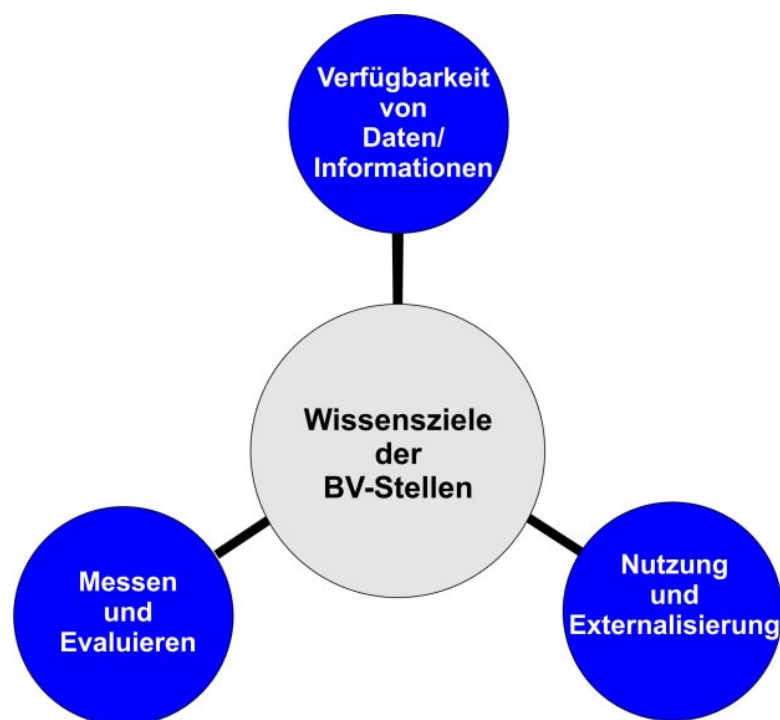 Verfügbarkeit
von
Daten/
Informationen
Wissensziele
der
BV-Stellen
Messen
und
Evaluieren
Nutzung
und
Externalisierung